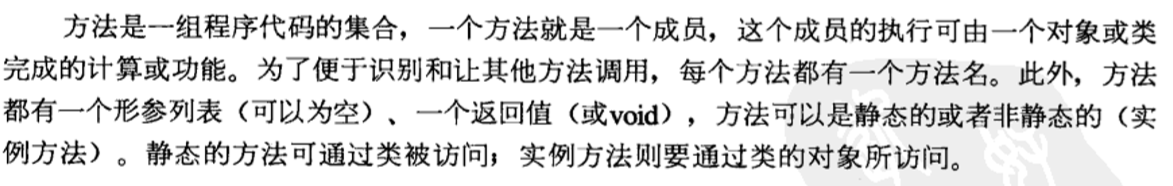 方法是一组程序代码的集合，一个方法就是一个成员，这个成员的执行可由一个对象或类
完成的计算或功能。为了便于识别和让其他方法调用，每个方法都有一个方法名。此外，方法
都有一个形参列表（可以为空）、一个返回值（或void），方法可以是静态的或者非静态的（实
例方法）。静态的方法可通过类被访问；实例方法则要通过类的对象所访问。